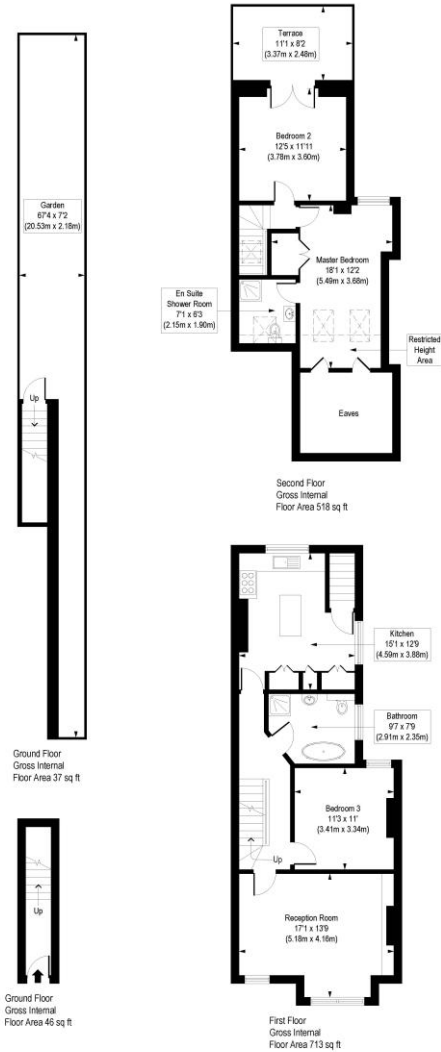 Terrace
11'1 x 8'2
(3.37m x 2.48m)
Bedroom 2
12'5 x 11'11
(3.78m x 3.60m)
Garden
67'4 x 7'2
(20.53m x 2.18m)
Master Bedroom
18'1 x 12'2
(5.49m x 3.68m)
En Suite
Shower Room
7'1 x 6'3
(2.15m x 1.90m)
Restricted
Height
Area
Up
Eaves
Second Floor
Gross Internal
Floor Area 518 sq ft
Kitchen
15'1 x 12'9
(4.59m x 3.88m)
Bathroom
9'7 x 7'9
(2.91m x 2.35m)
Ground Floor
Gross Internal
Floor Area 37 sq ft
Bedroom 3
11'3 x 11'
(3.41m x 3.34m)
Up
Up
Reception Room
17'1 x 13'9
(5.18m x 4.16m)
Ground Floor
Gross Internal
Floor Area 46 sq ft
First Floor
Gross Internal
Floor Area 713 sq ft